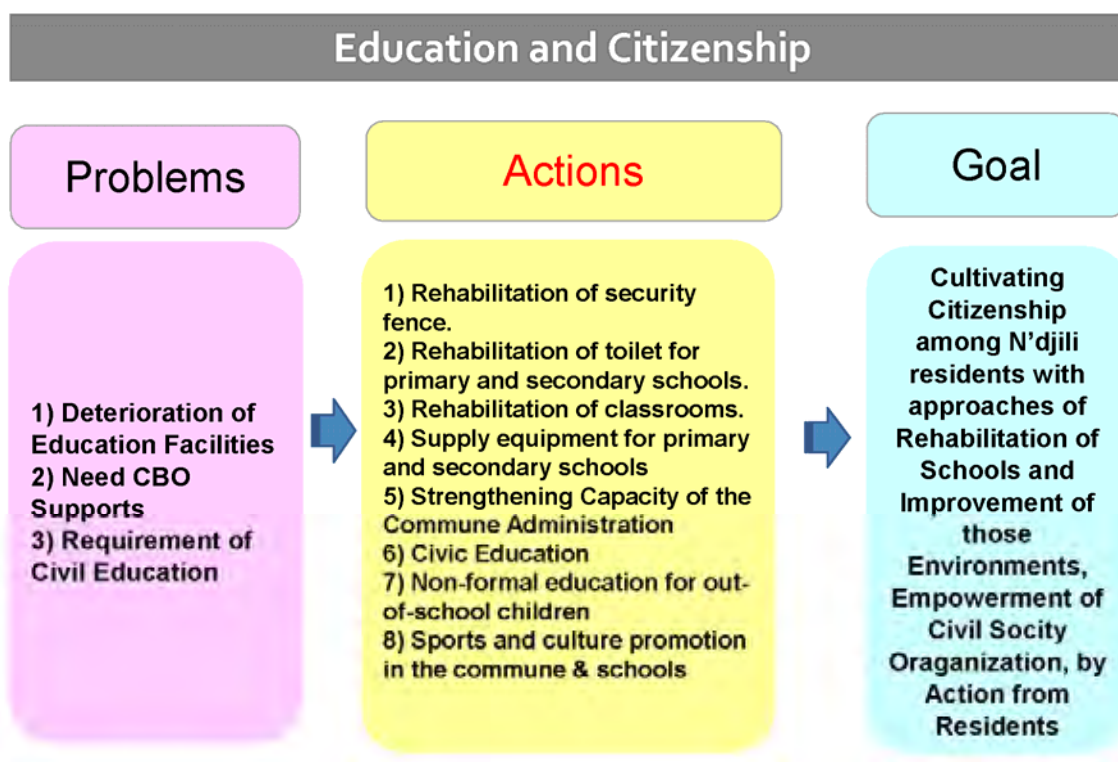 Education and Citizenship
Problems
Actions
Goal
1) Deterioration of
Education Facilities
2) Need CBO
Supports
3) Requirement of
Civil Education
1) Rehabilitation of security
fence.
2) Rehabilitation of toilet for
primary and secondary schools.
3) Rehabilitation of classrooms.
4) Supply equipment for primary
and secondary schools
5) Strengthening Capacity of the
Commune Administration
6) Civic Education
7) Non-formal education for out-
of-school children
8) Sports and culture promotion
in the commune & schools
Cultivating
Citizenship
among N'djili
residents with
approaches of
Rehabilitation of
Schools and
Improvement of
those
Environments,
Empowerment of
Civil Socity
Oraganization, by
Action from
Residents